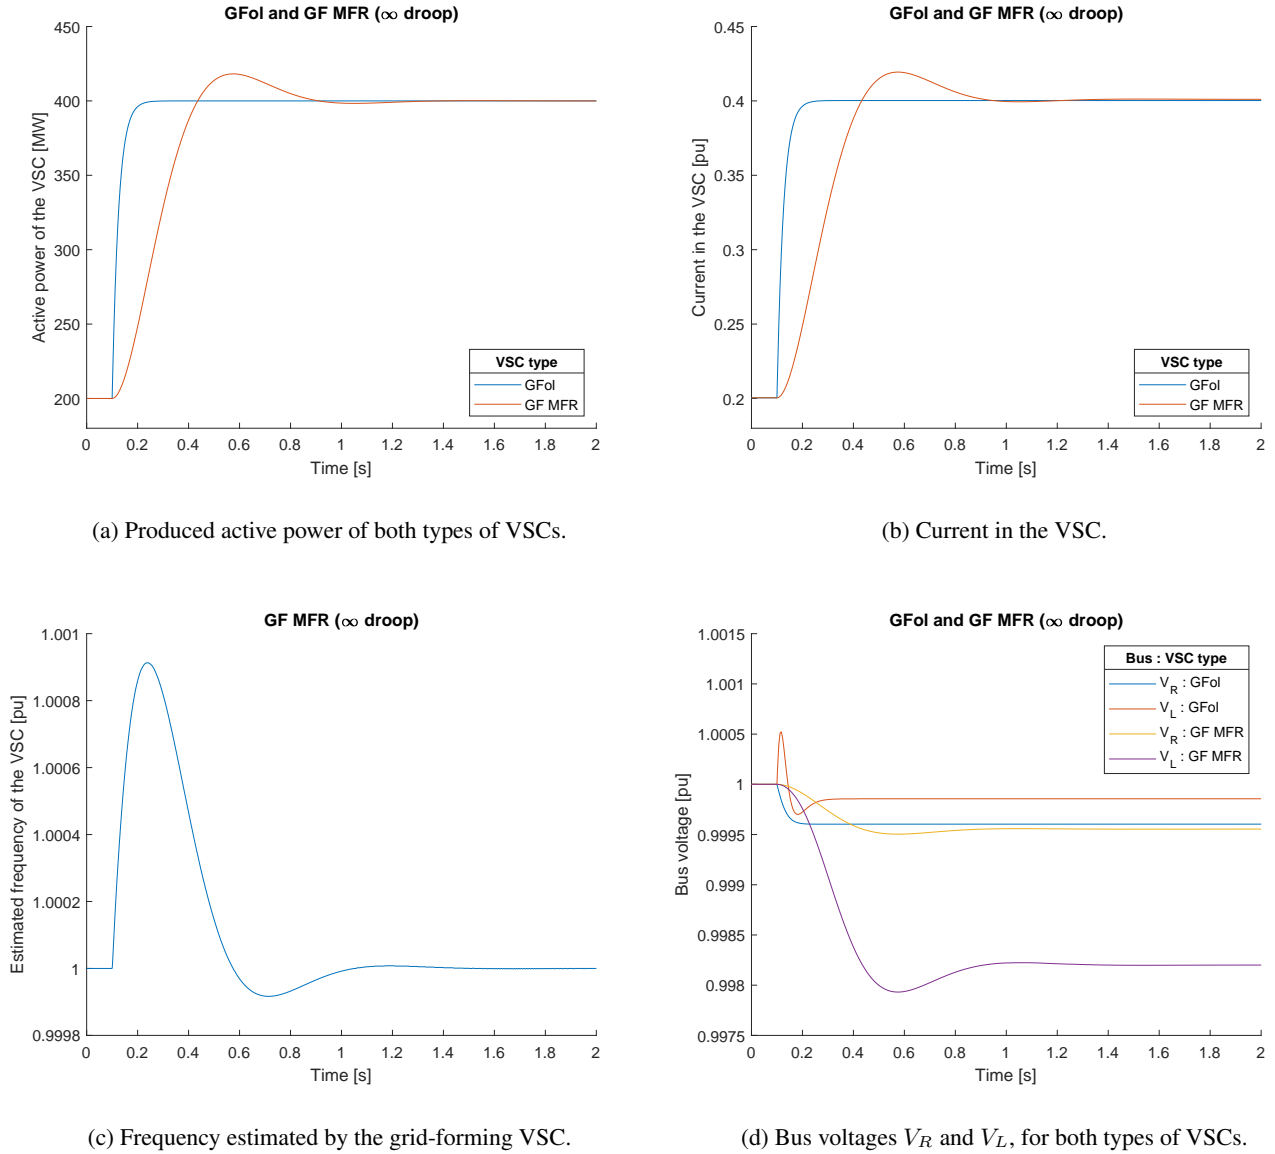 GFol and GF MFR (∞ droop)
Active power of the VSC [MW]
450
400
350
300
250
200
0 0.2 0.4 0.6 0.8 1 1.2 1.4 1.6 1.8 2
Time [s]
VSC type
GFol
GF MFR
(a) Produced active power of both types of VSCs.
GFol and GF MFR (∞ droop)
Current in the VSC [pu]
0.45
0.4
0.35
0.3
0.25
0.2
0 0.2 0.4 0.6 0.8 1 1.2 1.4 1.6 1.8 2
Time [s]
VSC type
GFol
GF MFR
(b) Current in the VSC.
GF MFR (∞ droop)
Estimated frequency of the VSC [pu]
1.001
1.0008
1.0006
1.0004
1.0002
1
0.9998
0 0.2 0.4 0.6 0.8 1 1.2 1.4 1.6 1.8 2
Time [s]
(c) Frequency estimated by the grid-forming VSC.
GFol and GF MFR (∞ droop)
Bus voltage [pu]
1.0015
1.001
1.0005
1
0.9995
0.999
0.9985
0.998
0.9975
0 0.2 0.4 0.6 0.8 1 1.2 1.4 1.6 1.8 2
Time [s]
Bus : VSC type
V_R : GFol
V_L : GFol
V_R : GF MFR
V_L : GF MFR
(d) Bus voltages V_R and V_L, for both types of VSCs.